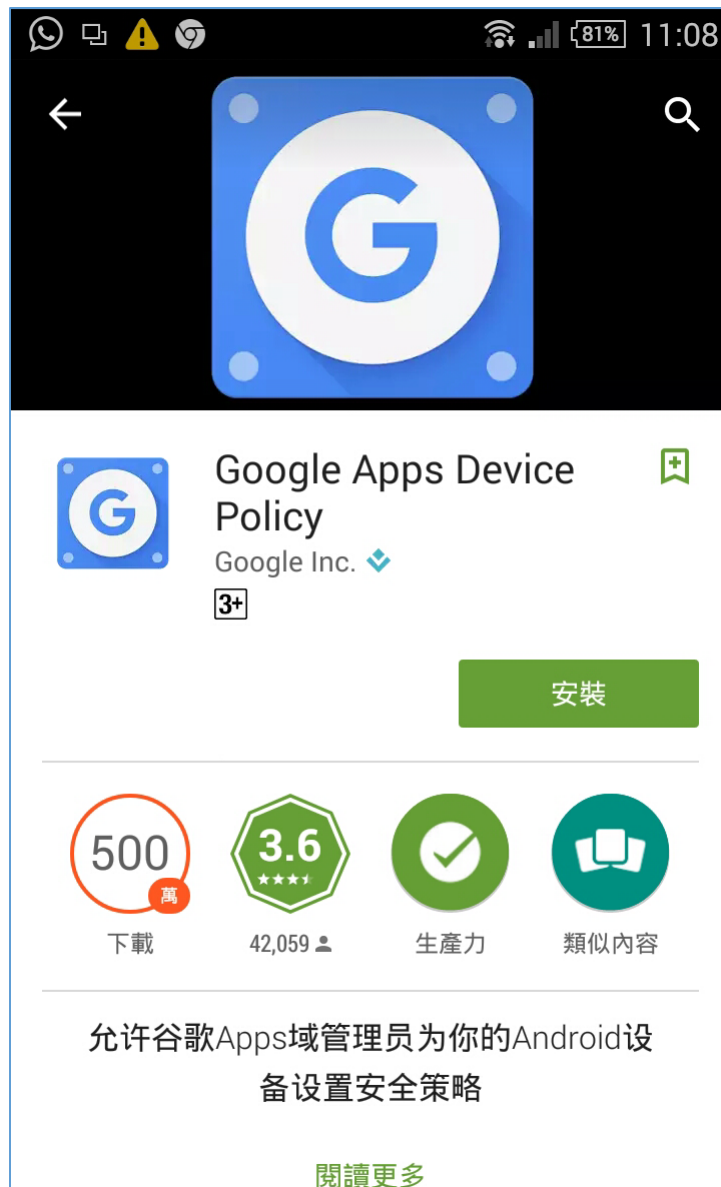 81% 11:08
Google Apps Device
Policy
Google Inc.
3+
安裝
500
萬
3.6
下載
42,059
生產力
類似內容
允许谷歌Apps域管理员为你的Android设
备设置安全策略
閱讀更多